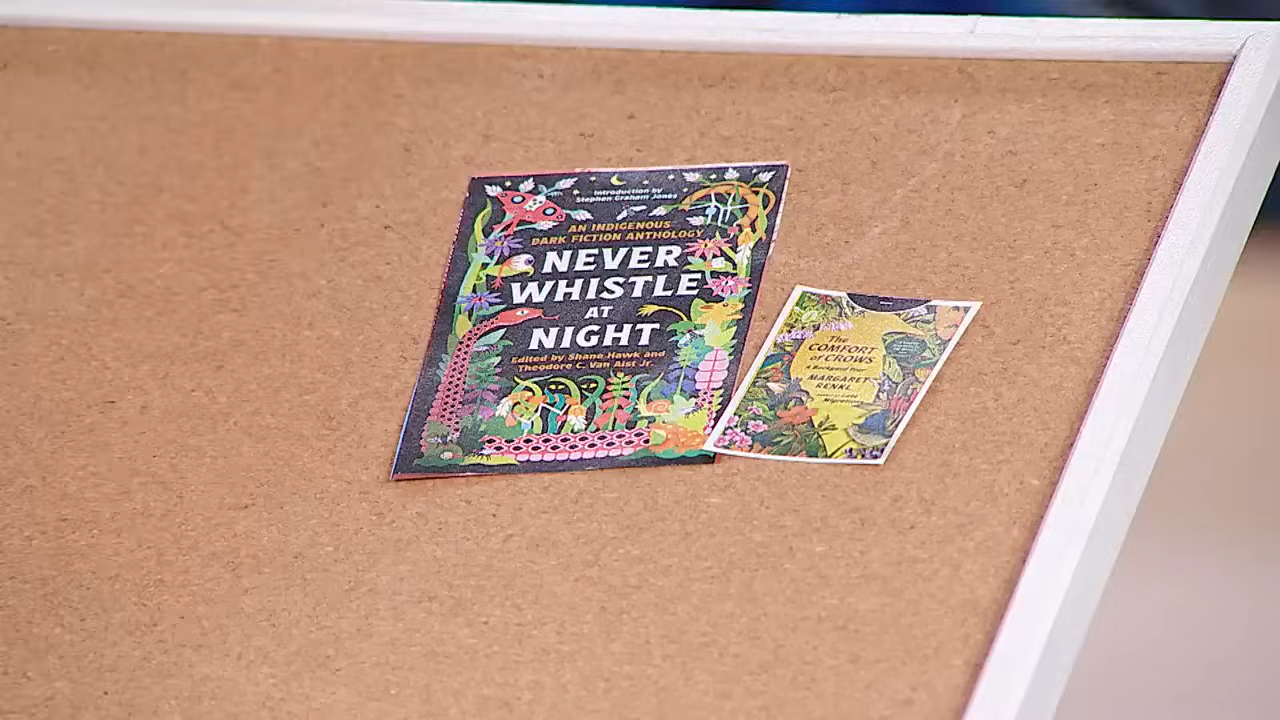 Introduction by
Stephen Graham Jones
AN INDIGENOUS
DARK FICTION ANTHOLOGY
NEVER
WHISTLE
AT
NIGHT
Edited by Shane Hawk and
Theodore C. Van Alst Jr.
The
COMFORT
of CROWS
A Backyard Year
MARGARET
RENKL
Migrations